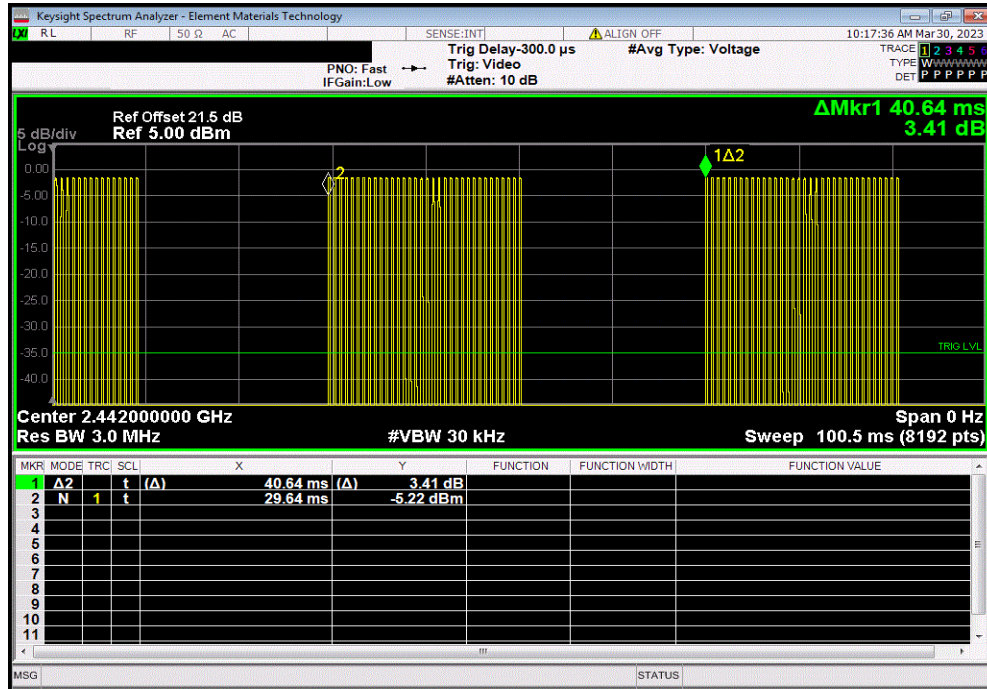 Keysight Spectrum Analyzer - Element Materials Technology
LXI RL RF 50 Ω AC SENSE:INT ALIGN OFF 10:17:36 AM Mar 30, 2023
Trig Delay-300.0 µs #Avg Type: Voltage TRACE 1 2 3 4 5 6
PNO: Fast Trig: Video TYPE WWWWWW
IFGain:Low #Atten: 10 dB DET P P P P P P
ΔMkr1 40.64 ms
3.41 dB
Ref Offset 21.5 dB
5 dB/div Ref 5.00 dBm
Log
1Δ2
2
0.00
-5.00
-10.0
-15.0
-20.0
-25.0
-30.0
-35.0
TRIG LVL
-40.0
Center 2.442000000 GHz Span 0 Hz
Res BW 3.0 MHz #VBW 30 kHz Sweep 100.5 ms (8192 pts)
MKR MODE TRC SCL X Y FUNCTION FUNCTION WIDTH FUNCTION VALUE
1 Δ2 t (Δ) 40.64 ms (Δ) 3.41 dB
2 N 1 t 29.64 ms -5.22 dBm
3
4
5
6
7
8
9
10
11
MSG STATUS